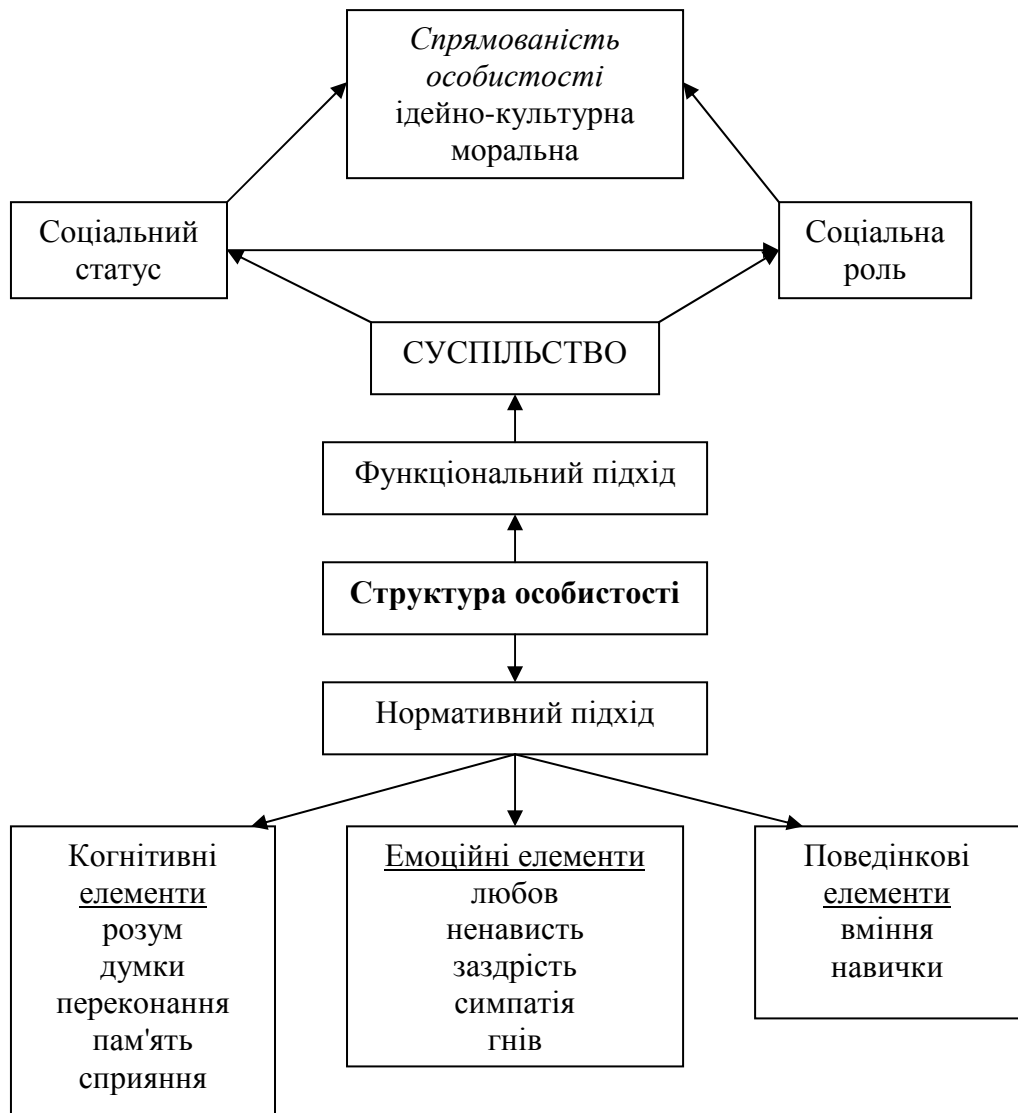 Спрямованість
особистості
ідейно-культурна
моральна
Соціальний
статус
Соціальна
роль
СУСПІЛЬСТВО
Функціональний підхід
Структура особистості
Нормативний підхід
Когнітивні
елементи
розум
думки
переконання
пам'ять
сприяння
Емоційні елементи
любов
ненависть
заздрість
симпатія
гнів
Поведінкові
елементи
вміння
навички